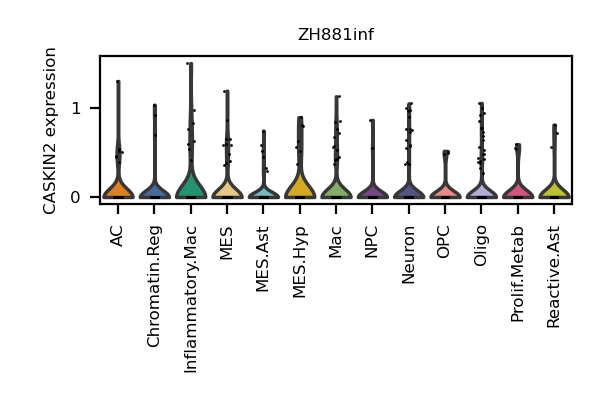 ZH881inf
CASKIN2 expression
1
0
AC
Chromatin.Reg
Inflammatory.Mac
MES
MES.Ast
MES.Hyp
Mac
NPC
Neuron
OPC
Oligo
Prolif.Metab
Reactive.Ast